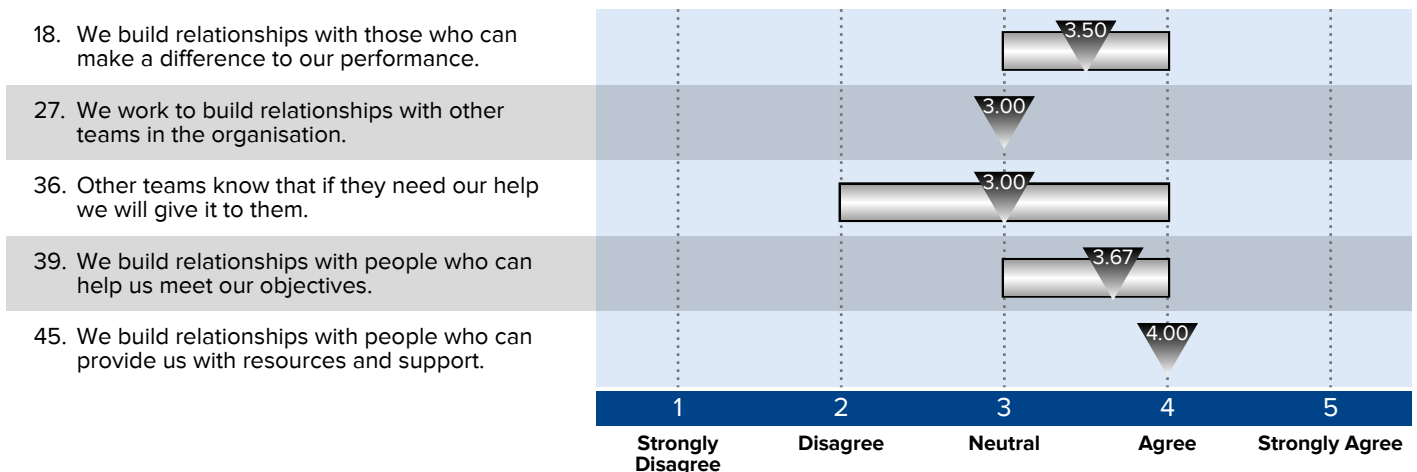 18. We build relationships with those who can
make a difference to our performance.
3.50
27. We work to build relationships with other
teams in the organisation.
3.00
36. Other teams know that if they need our help
we will give it to them.
3.00
39. We build relationships with people who can
help us meet our objectives.
3.67
45. We build relationships with people who can
provide us with resources and support.
4.00
1 2 3 4 5
Strongly Disagree Disagree Neutral Agree Strongly Agree